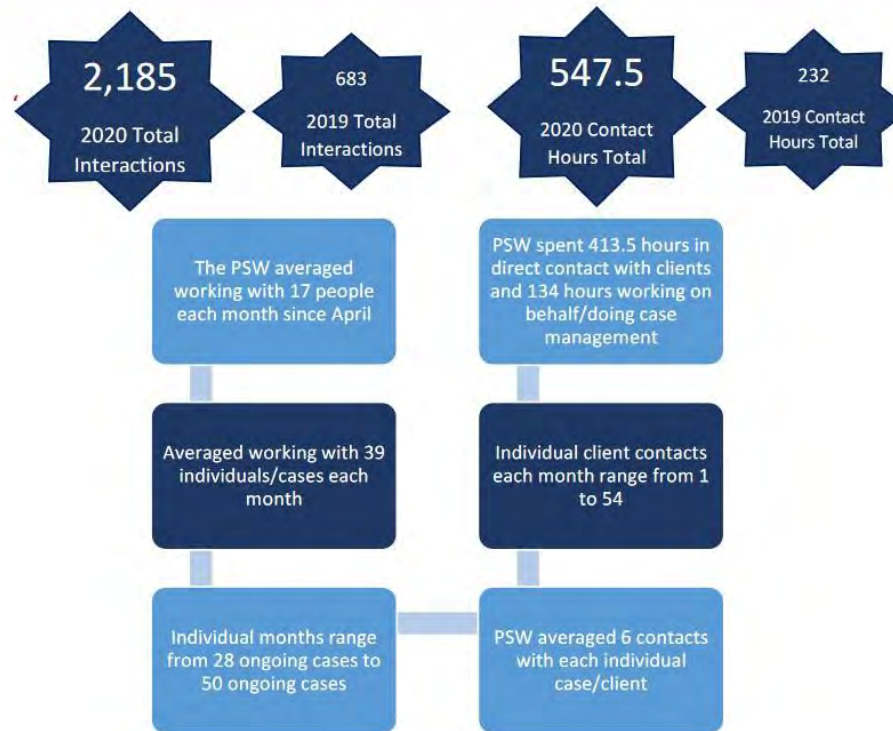 2,185
2020 Total
Interactions
683
2019 Total
Interactions
547.5
2020 Contact
Hours Total
232
2019 Contact
Hours Total
The PSW averaged
working with 17 people
each month since April
PSW spent 413.5 hours in
direct contact with clients
and 134 hours working on
behalf/doing case
management
Averaged working with 39
individuals/cases each
month
Individual client contacts
each month range from 1
to 54
Individual months range
from 28 ongoing cases to
50 ongoing cases
PSW averaged 6 contacts
with each individual
case/client